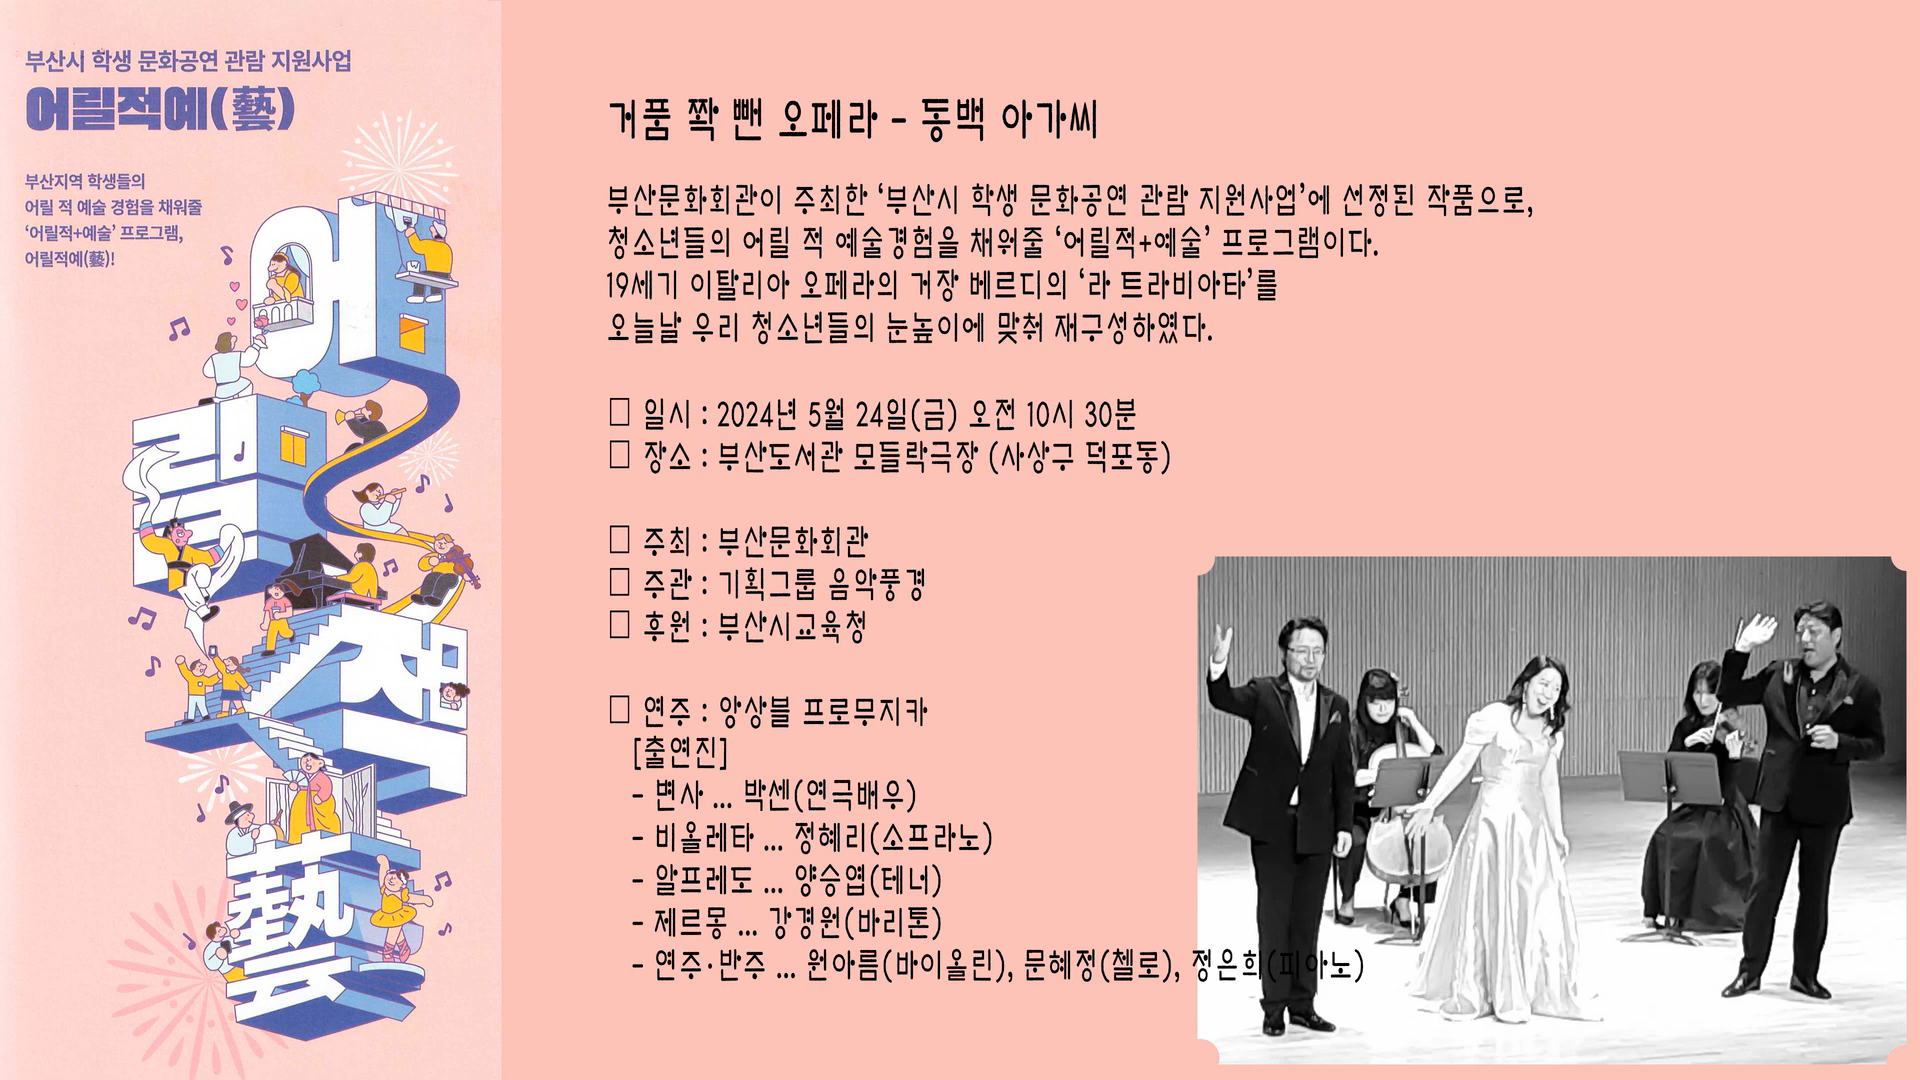 부산시 학생 문화공연 관람 지원사업
어릴적예(藝)
부산지역 학생들의
어릴 적 예술 경험을 채워줄
‘어릴적+예술’ 프로그램,
어릴적예(藝)!
어
릴
적
예
藝
거품 쫙 뺀 오페라 - 동백 아가씨
부산문화회관이 주최한 ‘부산시 학생 문화공연 관람 지원사업’에 선정된 작품으로,
청소년들의 어릴 적 예술경험을 채워줄 ‘어릴적+예술’ 프로그램이다.
19세기 이탈리아 오페라의 거장 베르디의 ‘라 트라비아타’를
오늘날 우리 청소년들의 눈높이에 맞춰 재구성하였다.
□ 일시 : 2024년 5월 24일(금) 오전 10시 30분
□ 장소 : 부산도서관 모들락극장 (사상구 덕포동)
□ 주최 : 부산문화회관
□ 주관 : 기획그룹 음악풍경
□ 후원 : 부산시교육청
□ 연주 : 앙상블 프로무지카
[출연진]
- 변사 ... 박센(연극배우)
- 비올레타 ... 정혜리(소프라노)
- 알프레도 ... 양승엽(테너)
- 제르몽 ... 강경원(바리톤)
- 연주·반주 ... 원아름(바이올린), 문혜정(첼로), 정은희(피아노)